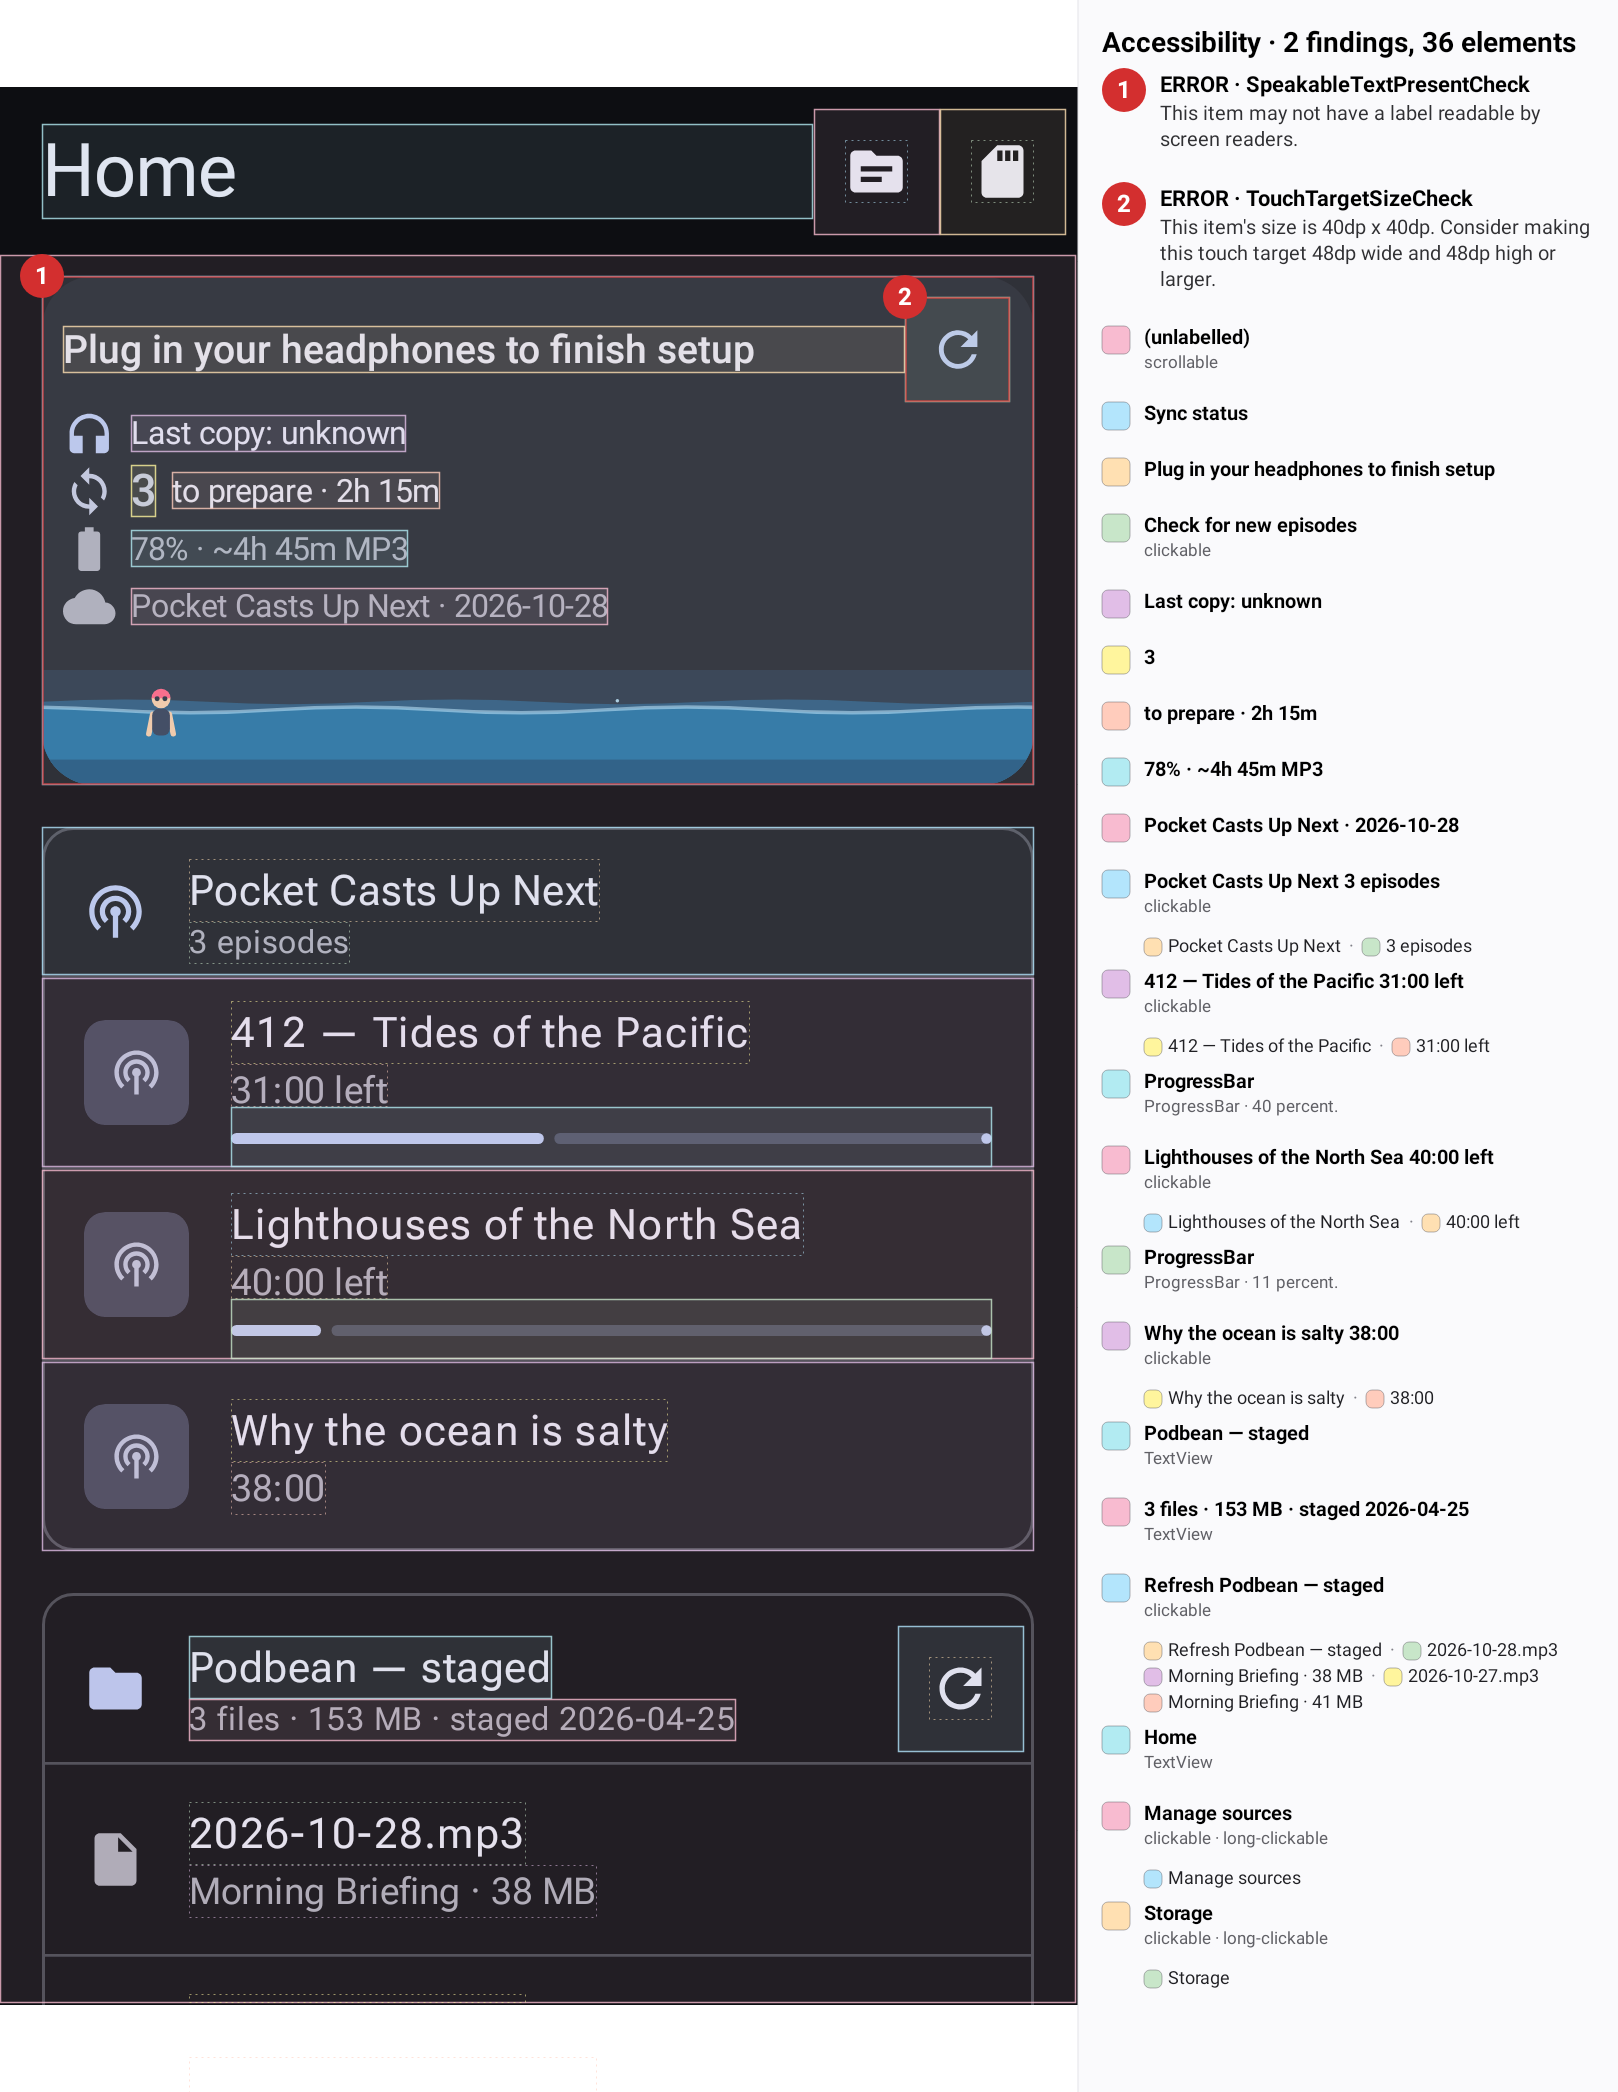 Home
1
2
Plug in your headphones to finish setup
Last copy: unknown
3 to prepare · 2h 15m
78% · ~4h 45m MP3
Pocket Casts Up Next · 2026-10-28
Pocket Casts Up Next
3 episodes
412 — Tides of the Pacific
31:00 left
Lighthouses of the North Sea
40:00 left
Why the ocean is salty
38:00
Podbean — staged
3 files · 153 MB · staged 2026-04-25
2026-10-28.mp3
Morning Briefing · 38 MB
Accessibility · 2 findings, 36 elements
1 ERROR · SpeakableTextPresentCheck
This item may not have a label readable by
screen readers.
2 ERROR · TouchTargetSizeCheck
This item's size is 40dp x 40dp. Consider making
this touch target 48dp wide and 48dp high or
larger.
(unlabelled)
scrollable
Sync status
Plug in your headphones to finish setup
Check for new episodes
clickable
Last copy: unknown
3
to prepare · 2h 15m
78% · ~4h 45m MP3
Pocket Casts Up Next · 2026-10-28
Pocket Casts Up Next 3 episodes
clickable
Pocket Casts Up Next · 3 episodes
412 — Tides of the Pacific 31:00 left
clickable
412 — Tides of the Pacific · 31:00 left
ProgressBar
ProgressBar · 40 percent.
Lighthouses of the North Sea 40:00 left
clickable
Lighthouses of the North Sea · 40:00 left
ProgressBar
ProgressBar · 11 percent.
Why the ocean is salty 38:00
clickable
Why the ocean is salty · 38:00
Podbean — staged
TextView
3 files · 153 MB · staged 2026-04-25
TextView
Refresh Podbean — staged
clickable
Refresh Podbean — staged · 2026-10-28.mp3
Morning Briefing · 38 MB · 2026-10-27.mp3
Morning Briefing · 41 MB
Home
TextView
Manage sources
clickable · long-clickable
Manage sources
Storage
clickable · long-clickable
Storage